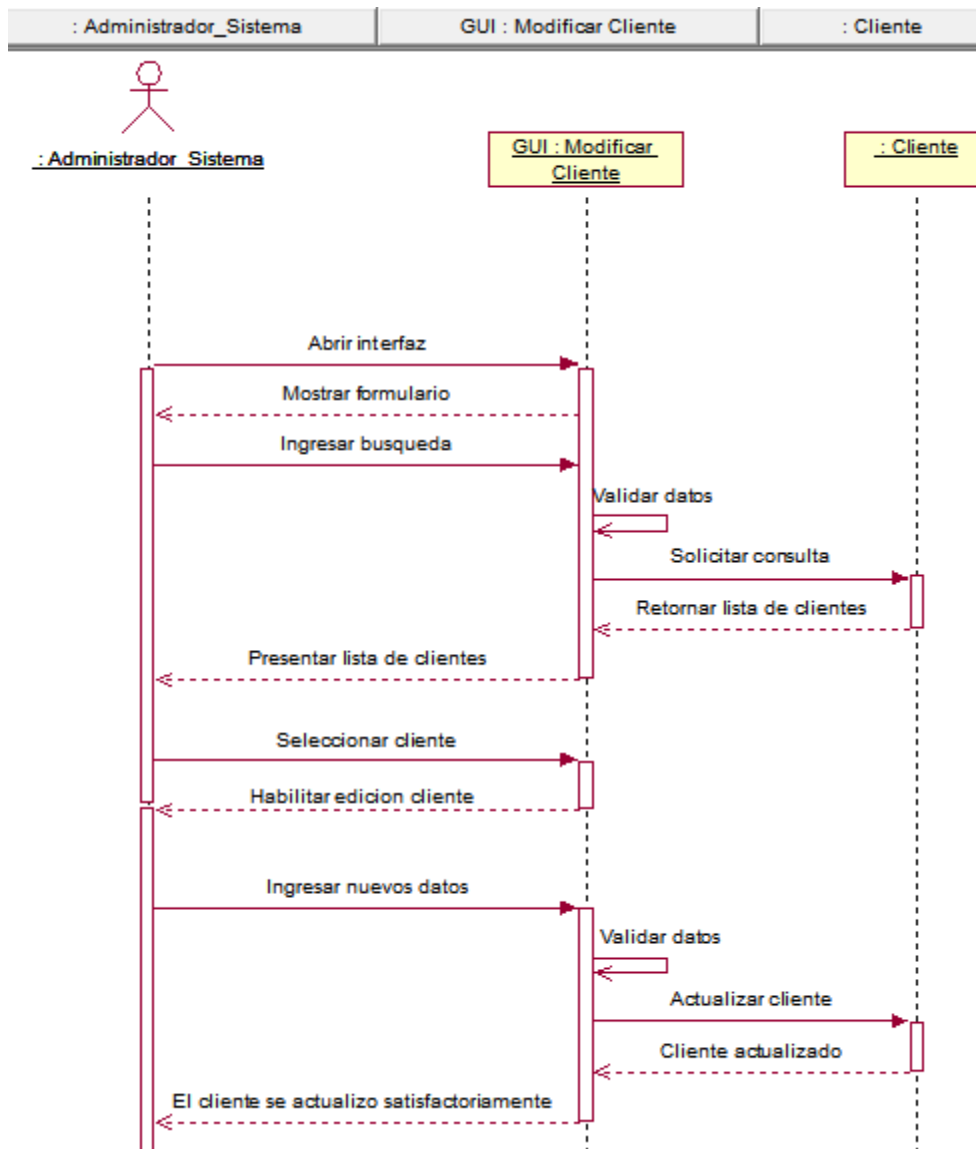 : Administrador_Sistema
GUI : Modificar Cliente
: Cliente
: Administrador_Sistema
GUI : Modificar
Cliente
: Cliente
Abrir interfaz
Mostrar formulario
Ingresar busqueda
Validar datos
Solicitar consulta
Retornar lista de clientes
Presentar lista de clientes
Seleccionar cliente
Habilitar edicion cliente
Ingresar nuevos datos
Validar datos
Actualizar cliente
Cliente actualizado
El cliente se actualizo satisfactoriamente